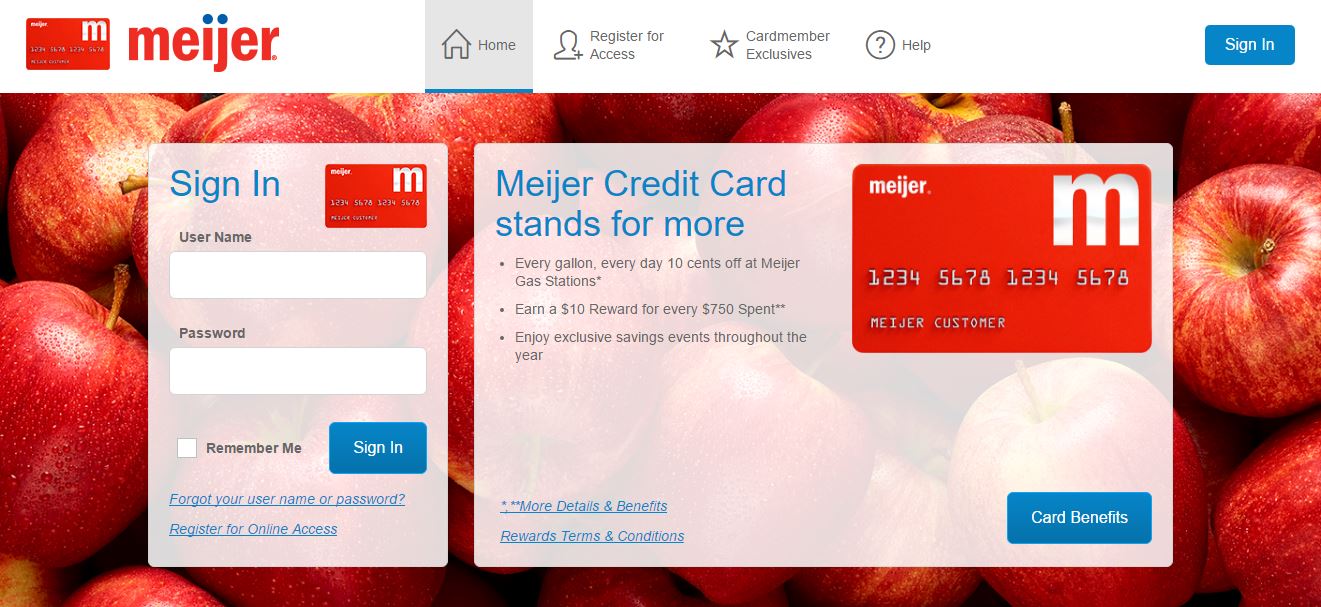 meijer.
m
1234 5678 1234 5678
MEIJER CUSTOMER
meijer®
Home
Register for
Access
Cardmember
Exclusives
? Help
Sign In
Sign In
meijer.
m
1234 5678 1234 5678
MEIJER CUSTOMER
User Name
Password
Remember Me
Sign In
Forgot your user name or password?
Register for Online Access
Meijer Credit Card
stands for more
• Every gallon, every day 10 cents off at Meijer
Gas Stations*
• Earn a $10 Reward for every $750 Spent**
• Enjoy exclusive savings events throughout the
year
meijer®
m
1234 5678 1234 5678
MEIJER CUSTOMER
*,**More Details & Benefits
Rewards Terms & Conditions
Card Benefits